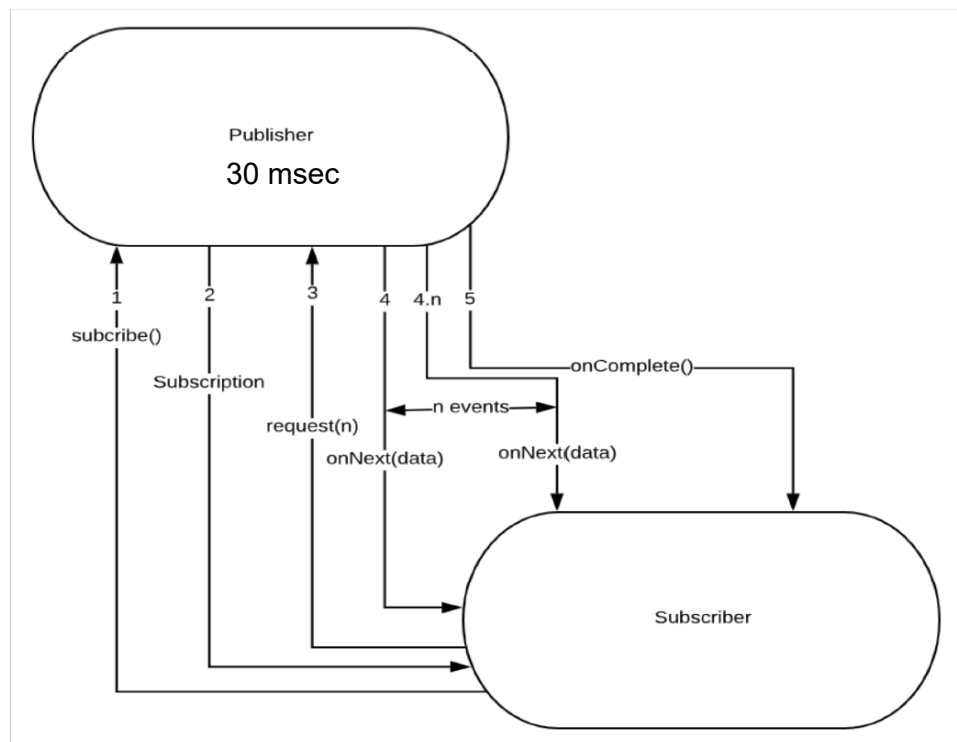 Publisher
30 msec
1
2
3
4
4.n
5
subcribe()
onComplete()
Subscription
n events
request(n)
onNext(data)
onNext(data)
Subscriber